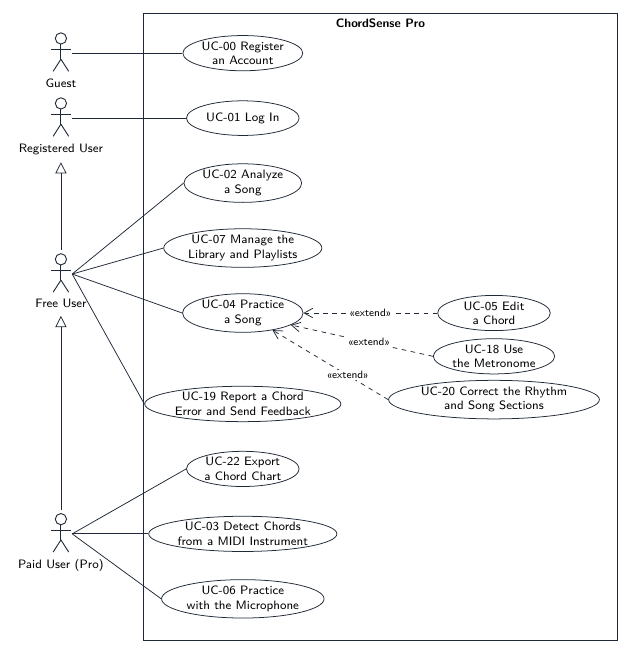 ChordSense Pro
UC-00 Register
an Account
Guest
UC-01 Log In
Registered User
UC-02 Analyze
a Song
UC-07 Manage the
Library and Playlists
Free User
UC-04 Practice
a Song
«extend»
UC-05 Edit
a Chord
«extend»
UC-18 Use
the Metronome
«extend»
UC-20 Correct the Rhythm
and Song Sections
UC-19 Report a Chord
Error and Send Feedback
UC-22 Export
a Chord Chart
UC-03 Detect Chords
from a MIDI Instrument
Paid User (Pro)
UC-06 Practice
with the Microphone